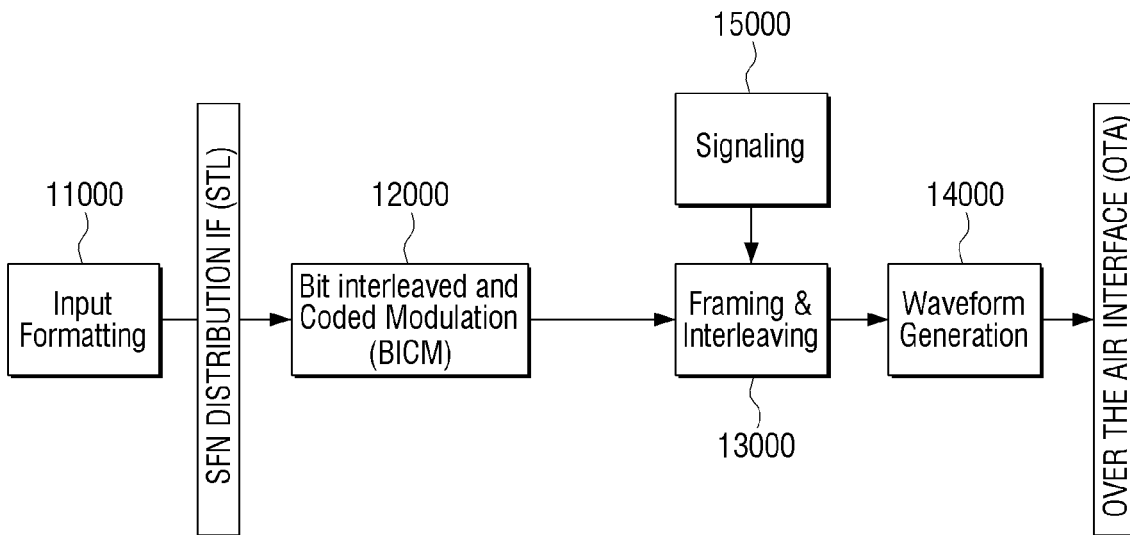 15000
Signaling
11000
Input
Formatting
SFN DISTRIBUTION IF (STL)
12000
Bit interleaved and
Coded Modulation
(BICM)
Framing &
Interleaving
13000
14000
Waveform
Generation
OVER THE AIR INTERFACE (OTA)